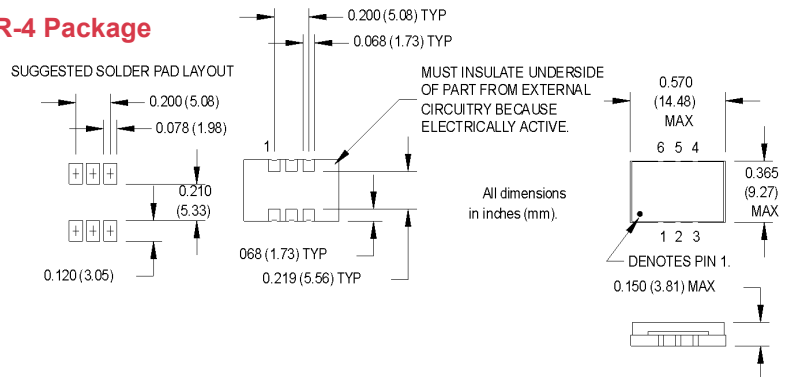 R-4 Package
SUGGESTED SOLDER PAD LAYOUT
0.200 (5.08)
0.078 (1.98)
0.210
(5.33)
0.120 (3.05)
0.200 (5.08) TYP
0.068 (1.73) TYP
1
MUST INSULATE UNDERSIDE
OF PART FROM EXTERNAL
CIRCUITRY BECAUSE
ELECTRICALLY ACTIVE.
All dimensions
in inches (mm).
068 (1.73) TYP
0.219 (5.56) TYP
0.570
(14.48)
MAX
6 5 4
0.365
(9.27)
MAX
1 2 3
DENOTES PIN 1.
0.150 (3.81) MAX